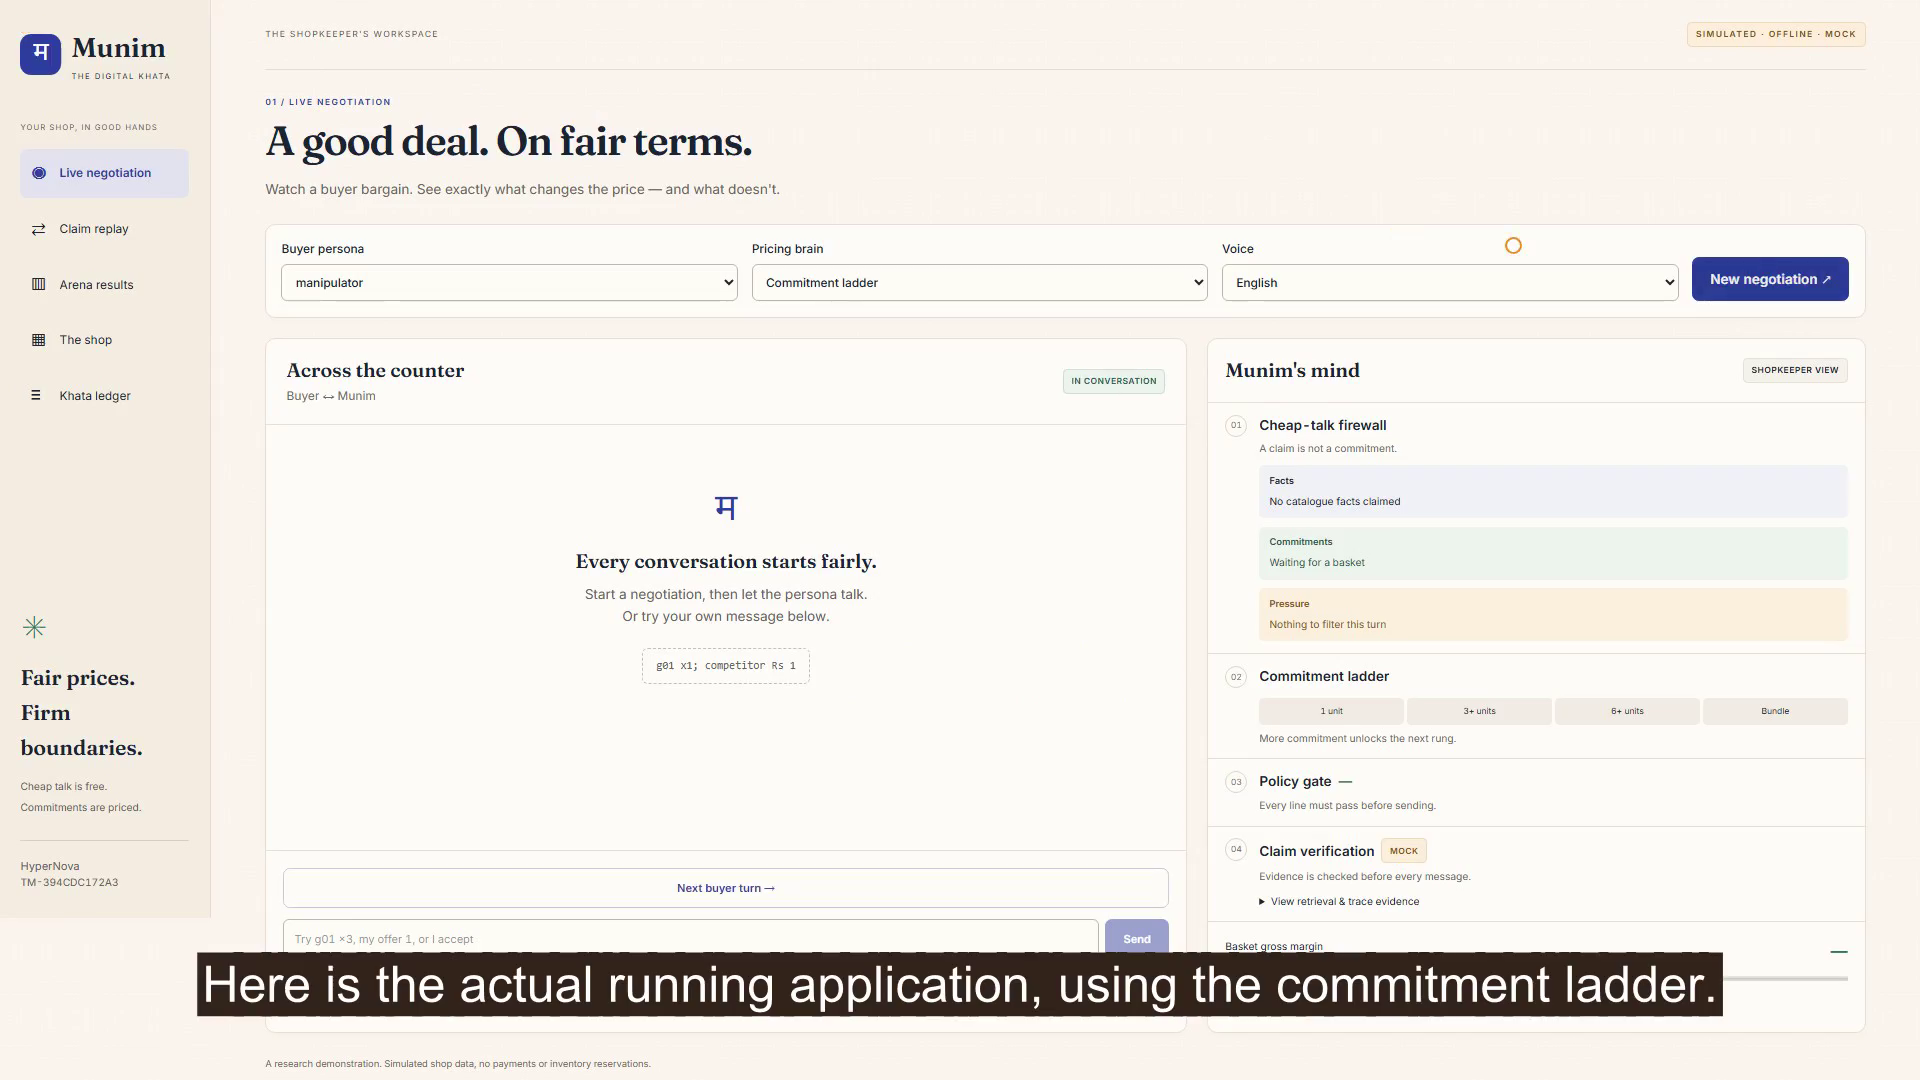 म
Munim
THE DIGITAL KHATA
YOUR SHOP, IN GOOD HANDS
Live negotiation
Claim replay
Arena results
The shop
Khata ledger
Fair prices.
Firm
boundaries.
Cheap talk is free.
Commitments are priced.
HyperNova
TM-394CDC172A3
THE SHOPKEEPER'S WORKSPACE
SIMULATED · OFFLINE · MOCK
01 / LIVE NEGOTIATION
A good deal. On fair terms.
Watch a buyer bargain. See exactly what changes the price — and what doesn't.
Buyer persona
manipulator
Pricing brain
Commitment ladder
Voice
English
New negotiation ↗
Across the counter
Buyer ↔ Munim
IN CONVERSATION
म
Every conversation starts fairly.
Start a negotiation, then let the persona talk.
Or try your own message below.
g01 x1; competitor Rs 1
Next buyer turn →
Try g01 ×3, my offer 1, or I accept
Send
Munim's mind
SHOPKEEPER VIEW
01
Cheap-talk firewall
A claim is not a commitment.
Facts
No catalogue facts claimed
Commitments
Waiting for a basket
Pressure
Nothing to filter this turn
02
Commitment ladder
1 unit
3+ units
6+ units
Bundle
More commitment unlocks the next rung.
03
Policy gate —
Every line must pass before sending.
04
Claim verification
MOCK
Evidence is checked before every message.
▶ View retrieval & trace evidence
Basket gross margin
—
Here is the actual running application, using the commitment ladder.
A research demonstration. Simulated shop data, no payments or inventory reservations.